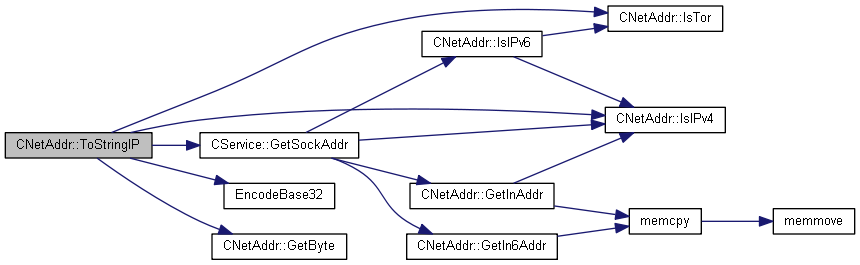 CNetAddr::IsTor
CNetAddr::IsIPv6
CNetAddr::IsIPv4
CNetAddr::ToStringIP
CService::GetSockAddr
EncodeBase32
CNetAddr::GetInAddr
memcpy
memmove
CNetAddr::GetByte
CNetAddr::GetIn6Addr